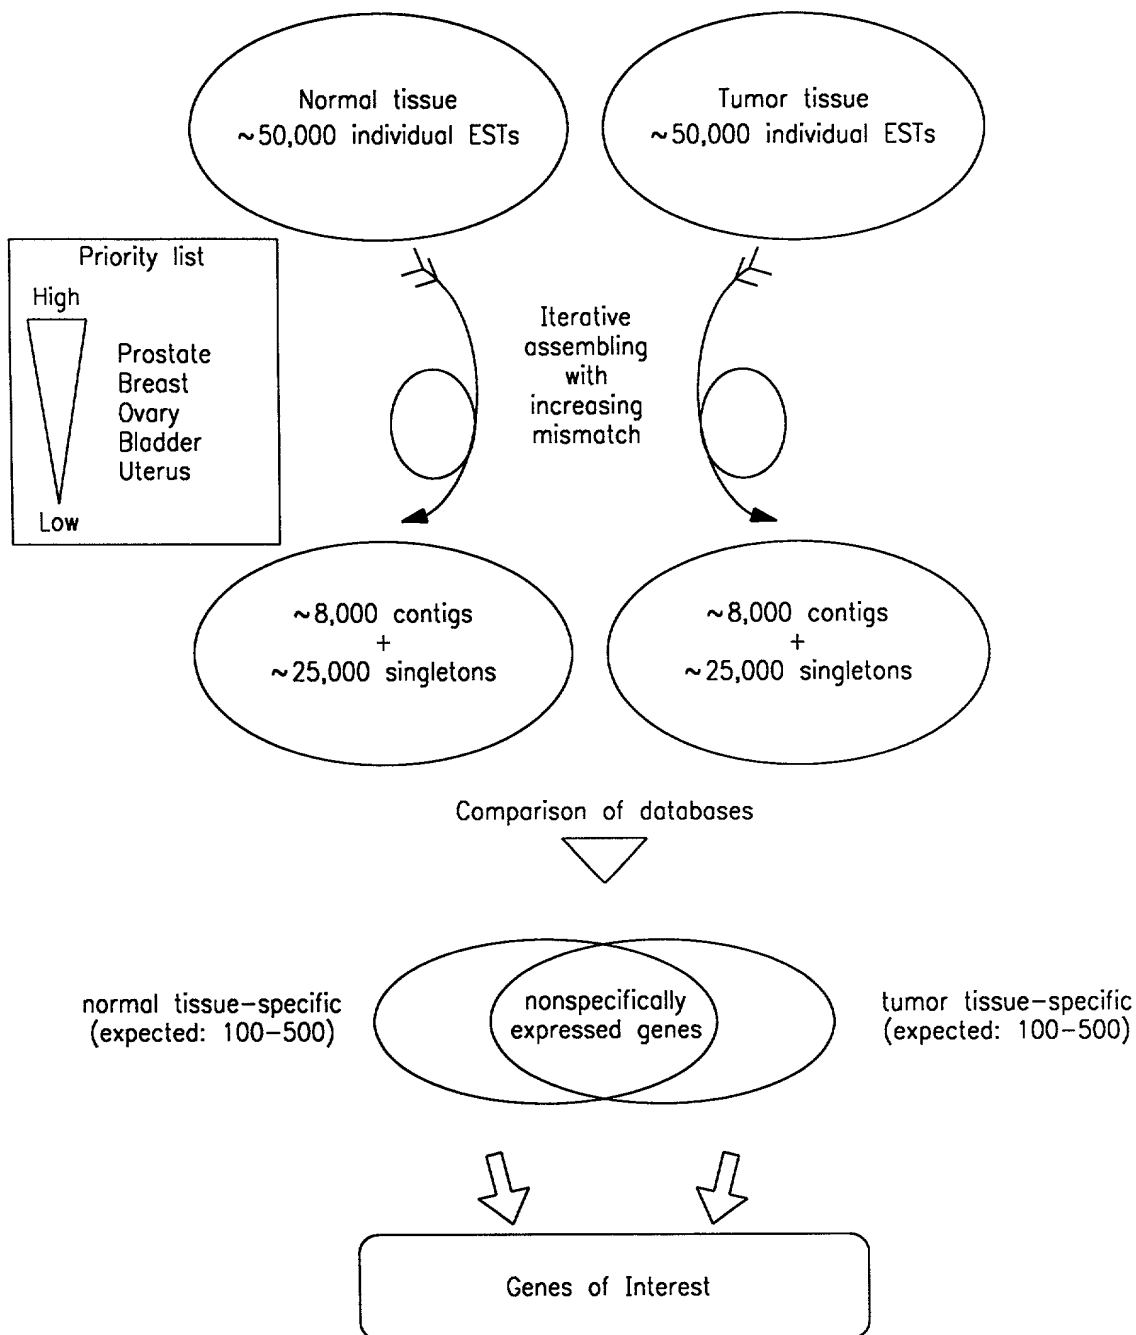 Normal tissue
~50,000 individual ESTs
Tumor tissue
~50,000 individual ESTs
Priority list
High
Prostate
Breast
Ovary
Bladder
Uterus
Low
Iterative
assembling
with
increasing
mismatch
~8,000 contigs
+
~25,000 singletons
~8,000 contigs
+
~25,000 singletons
Comparison of databases
normal tissue-specific
(expected: 100-500)
nonspecifically
expressed genes
tumor tissue-specific
(expected: 100-500)
Genes of Interest